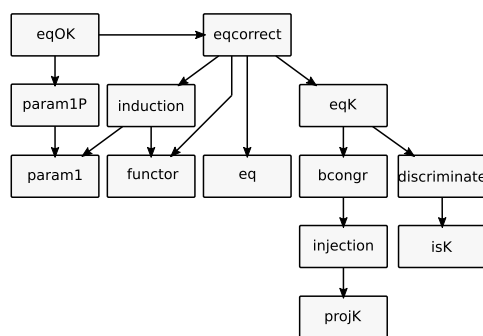 eqOK
eqcorrect
param1P
induction
eqK
param1
functor
eq
bcongr
discriminate
injection
isK
projK